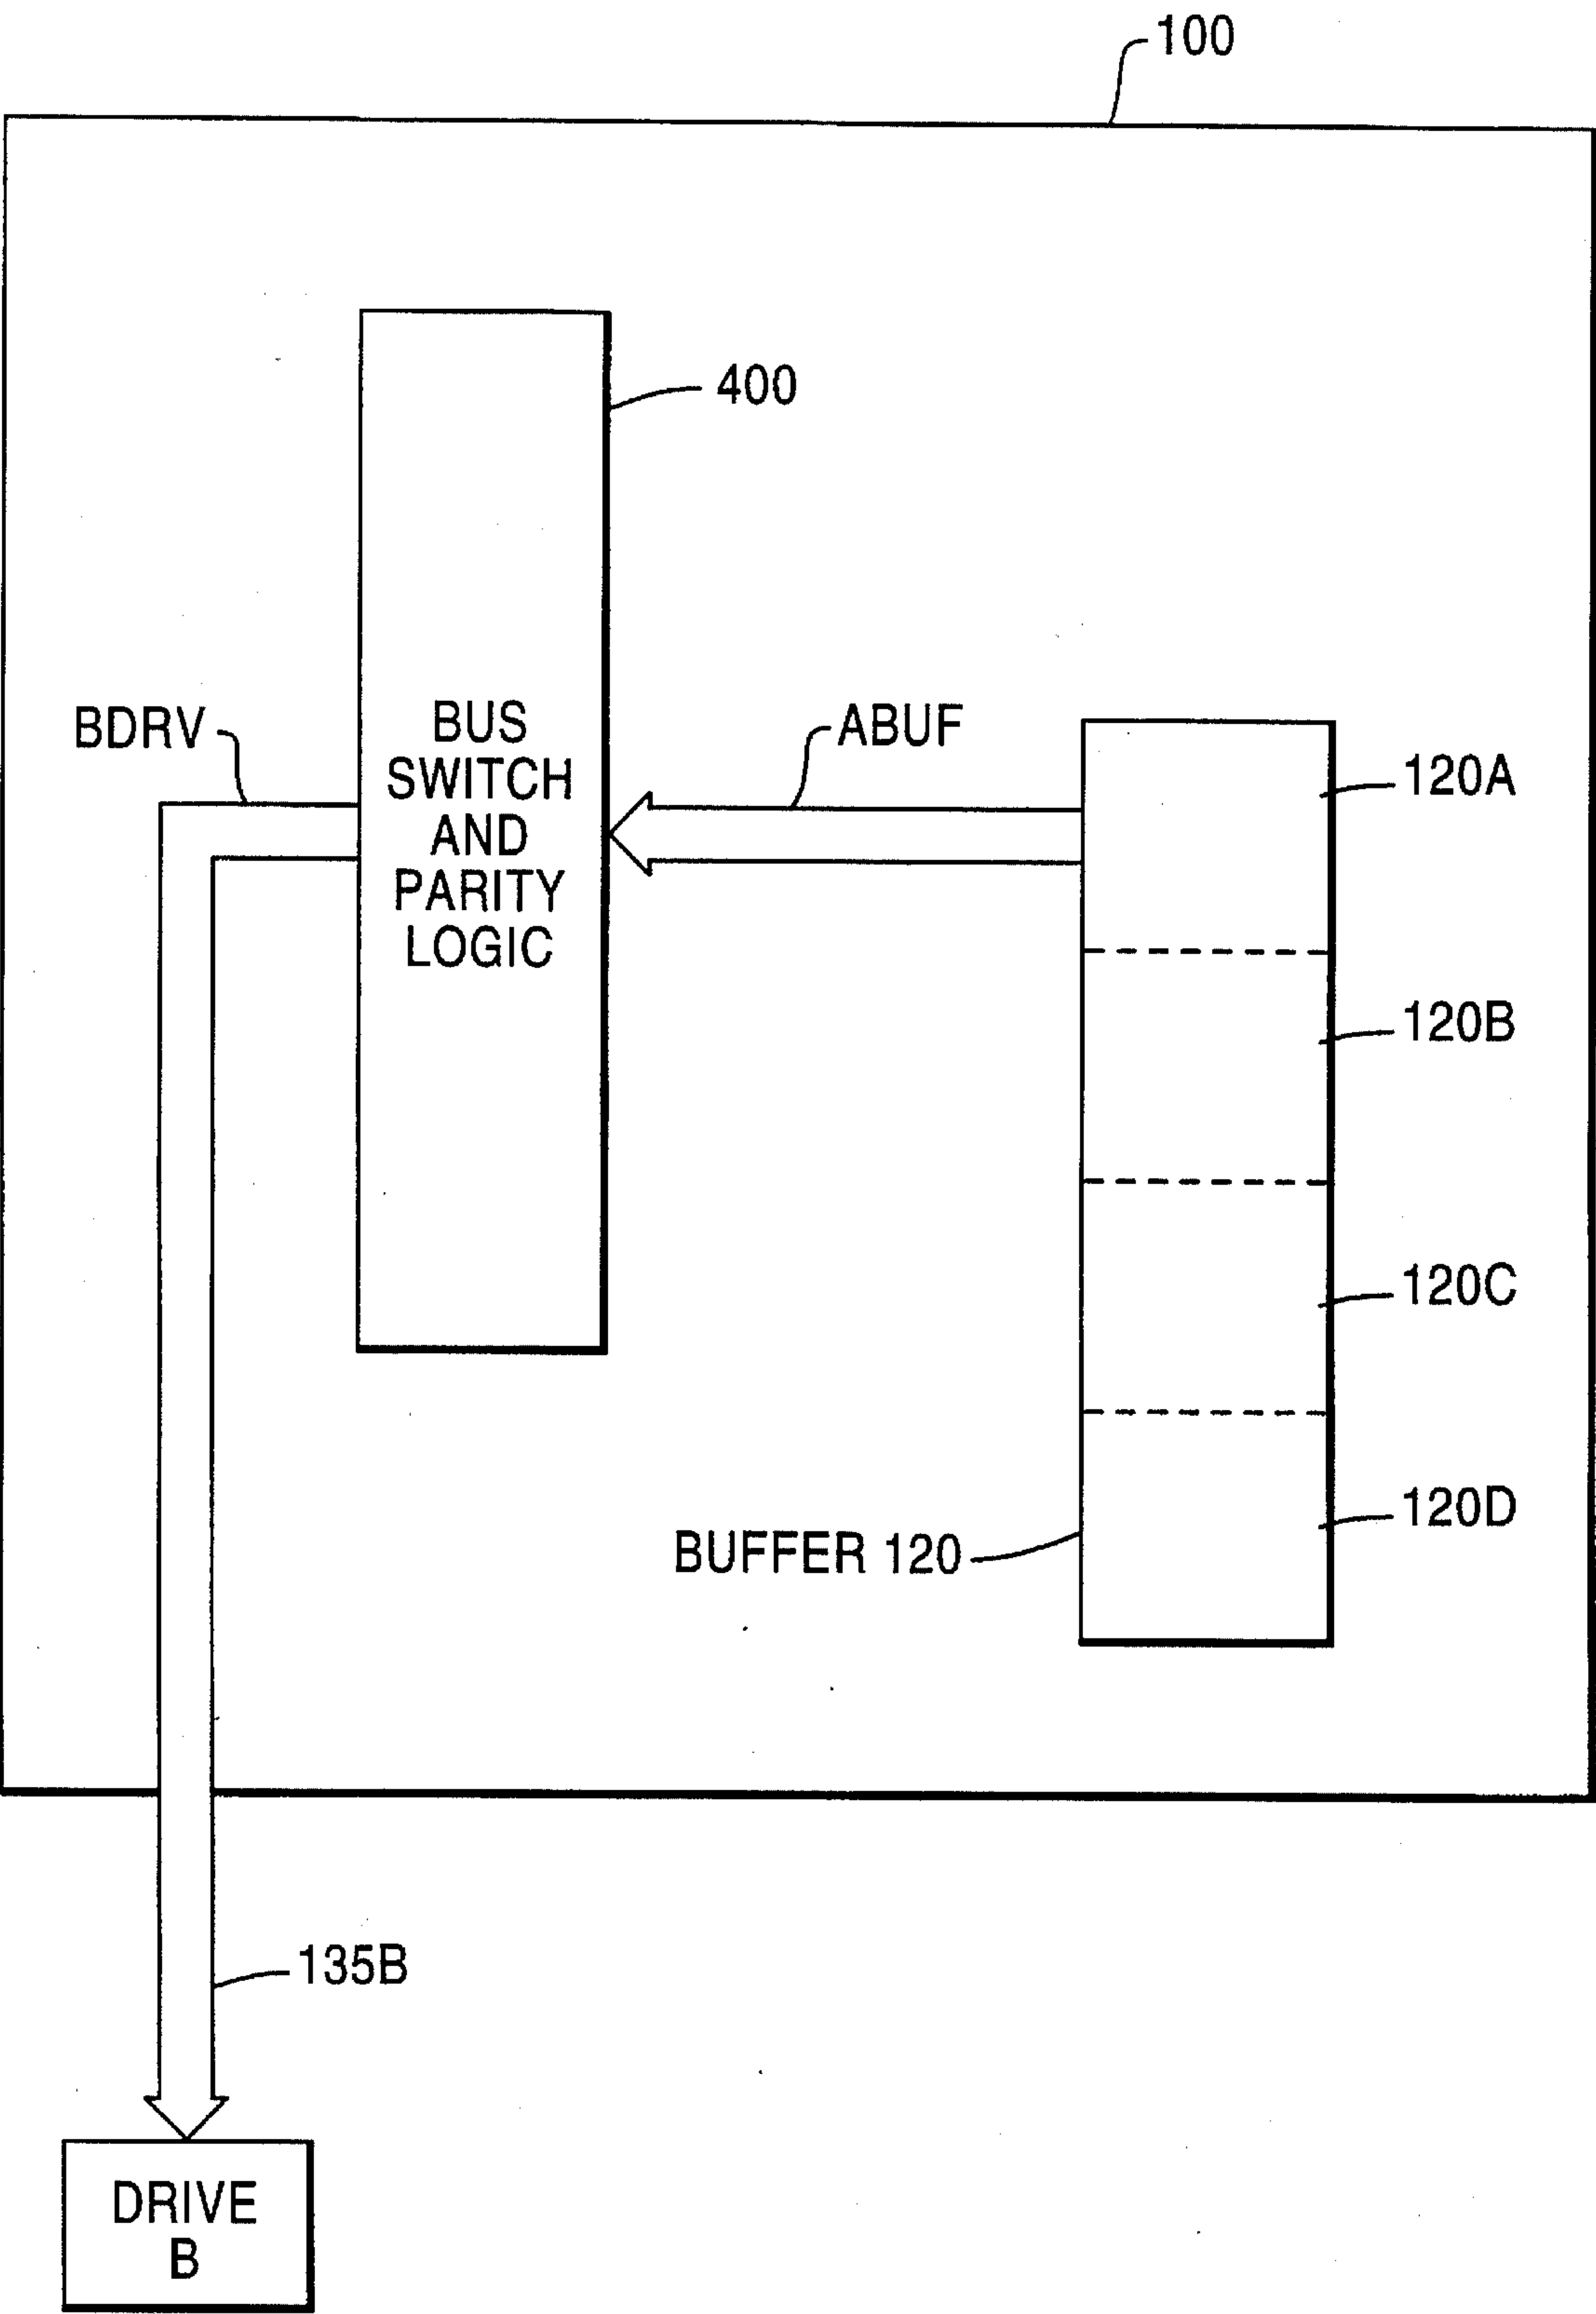 100
400
BDRV
BUS
SWITCH
AND
PARITY
LOGIC
ABUF
120A
120B
120C
120D
BUFFER 120
135B
DRIVE
B